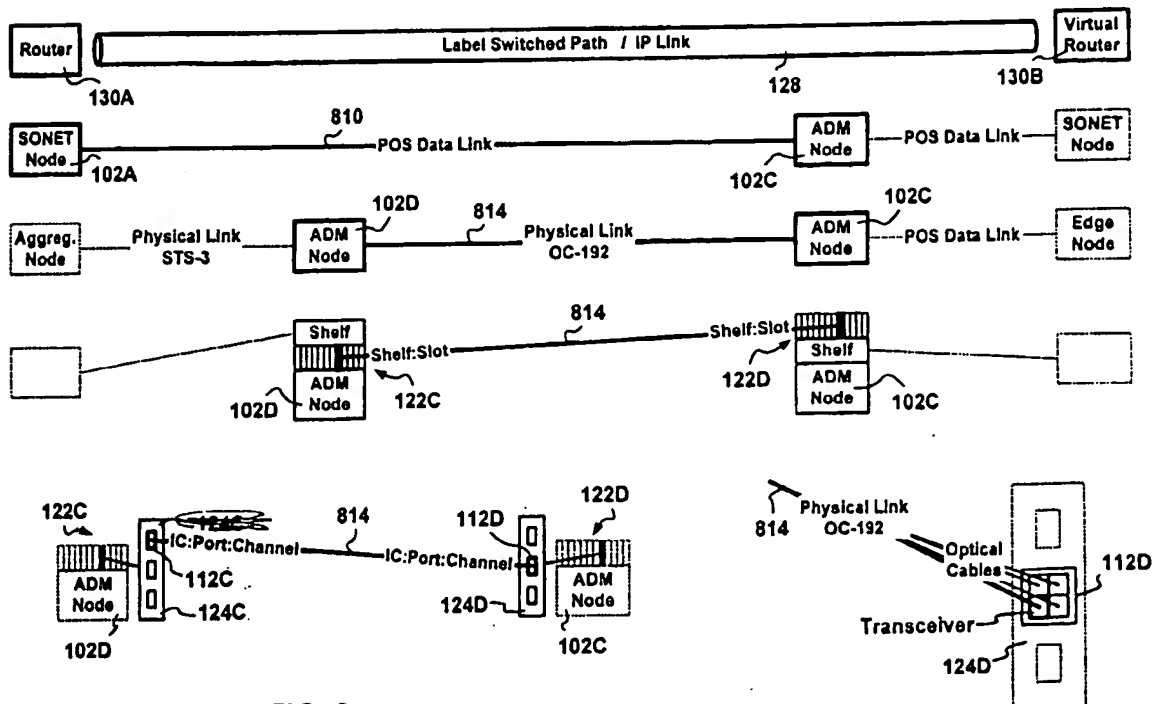 Router
Label Switched Path / IP Link
Virtual
Router
130A
128
130B
810
SONET
Node
POS Data Link
ADM
Node
POS Data Link
SONET
Node
102A
102C
102D
814
102C
Aggreg.
Node
Physical Link
STS-3
ADM
Node
Physical Link
OC-192
ADM
Node
POS Data Link
Edge
Node
814
Shelf
Shelf:Slot
Shelf:Slot
122D
Shelf
ADM
Node
102D
122C
ADM
Node
102C
122C
124C
814
112D
122D
IC:Port:Channel
IC:Port:Channel
ADM
Node
112C
124C
102D
124D
ADM
Node
102C
814
Physical Link
OC-192
Optical
Cables
112D
Transceiver
124D